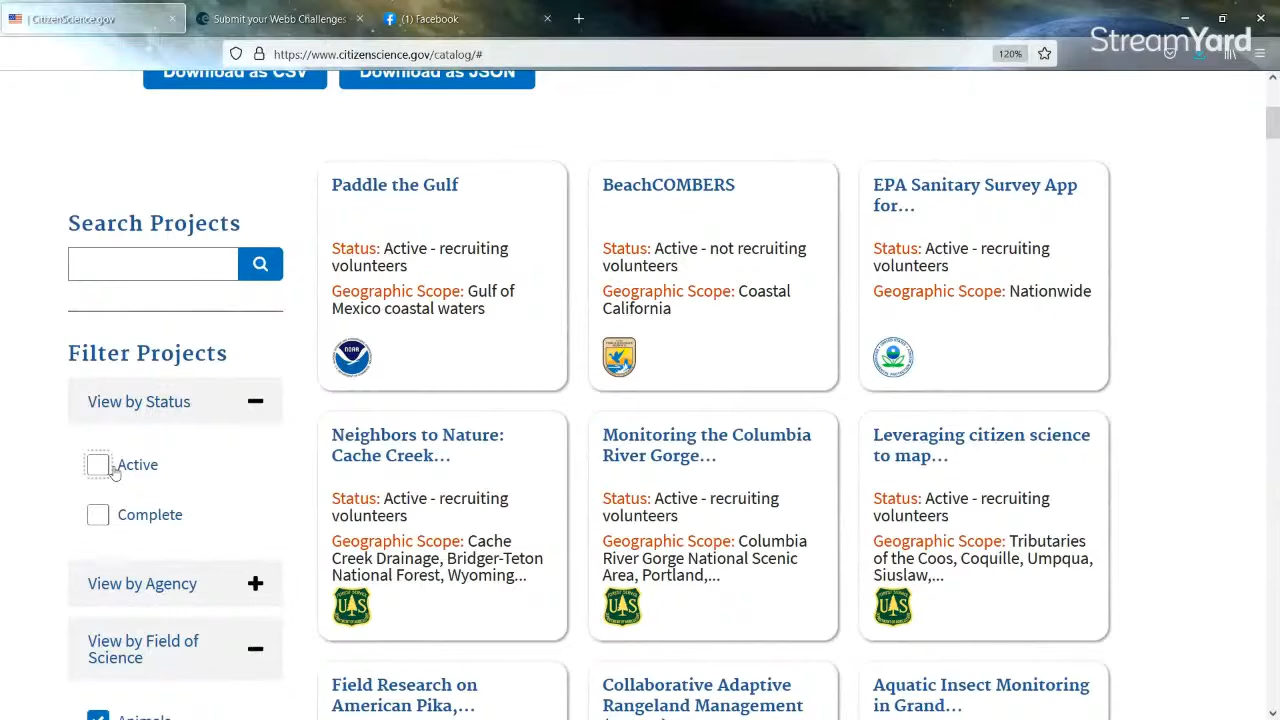 | CitizenScience.gov
Submit your Webb Challenges
(1) Facebook
StreamYard
https://www.citizenscience.gov/catalog/#
120%
Download as CSV
Download as JSON
Search Projects
Filter Projects
View by Status
Active
Complete
View by Agency
View by Field of
Science
Animals
Paddle the Gulf
Status: Active - recruiting
volunteers
Geographic Scope: Gulf of
Mexico coastal waters
NOAA
BeachCOMBERS
Status: Active - not recruiting
volunteers
Geographic Scope: Coastal
California
EPA Sanitary Survey App
for...
Status: Active - recruiting
volunteers
Geographic Scope: Nationwide
Neighbors to Nature:
Cache Creek...
Status: Active - recruiting
volunteers
Geographic Scope: Cache
Creek Drainage, Bridger-Teton
National Forest, Wyoming...
UAS
Monitoring the Columbia
River Gorge...
Status: Active - recruiting
volunteers
Geographic Scope: Columbia
River Gorge National Scenic
Area, Portland,...
UAS
Leveraging citizen science
to map...
Status: Active - recruiting
volunteers
Geographic Scope: Tributaries
of the Coos, Coquille, Umpqua,
Siuslaw,...
UAS
Field Research on
American Pika,...
Collaborative Adaptive
Rangeland Management
Aquatic Insect Monitoring
in Grand...